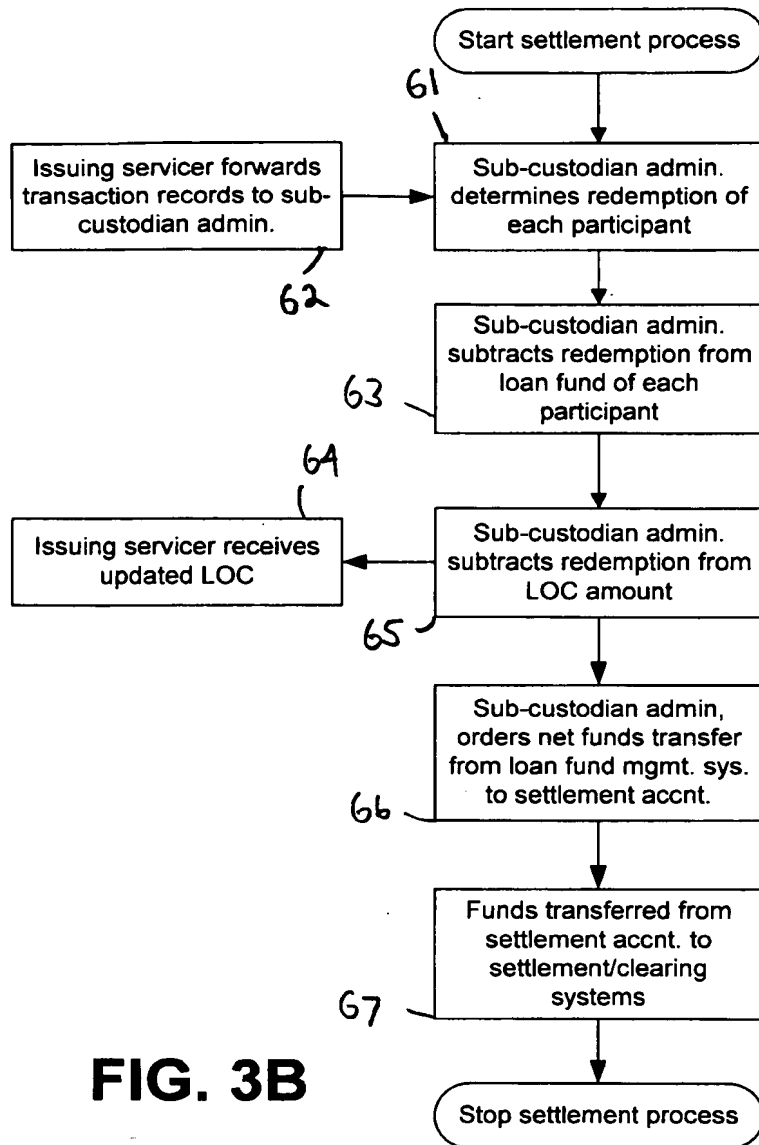 Start settlement process
61
Issuing servicer forwards
transaction records to sub-
custodian admin.
62
Sub-custodian admin.
determines redemption of
each participant
Sub-custodian admin.
subtracts redemption from
loan fund of each
participant
63
64
Issuing servicer receives
updated LOC
Sub-custodian admin.
subtracts redemption from
LOC amount
65
Sub-custodian admin,
orders net funds transfer
from loan fund mgmt. sys.
to settlement accnt.
66
Funds transferred from
settlement accnt. to
settlement/clearing
systems
67
FIG. 3B
Stop settlement process